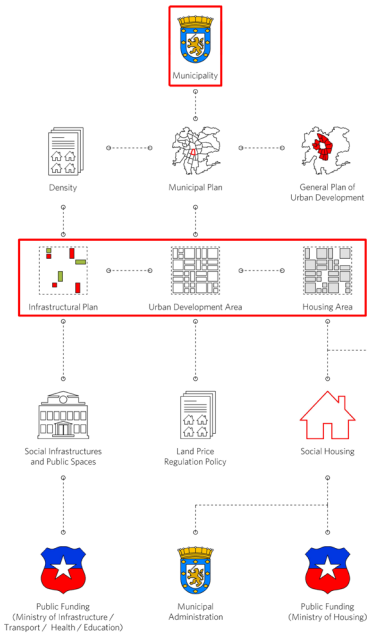 Municipality
Density
Municipal Plan
General Plan of
Urban Development
Infrastructural Plan
Urban Development Area
Housing Area
Social Infrastructures
and Public Spaces
Land Price
Regulation Policy
Social Housing
Public Funding
(Ministry of Infrastructure /
Transport / Health / Education)
Municipal
Administration
Public Funding
(Ministry of Housing)